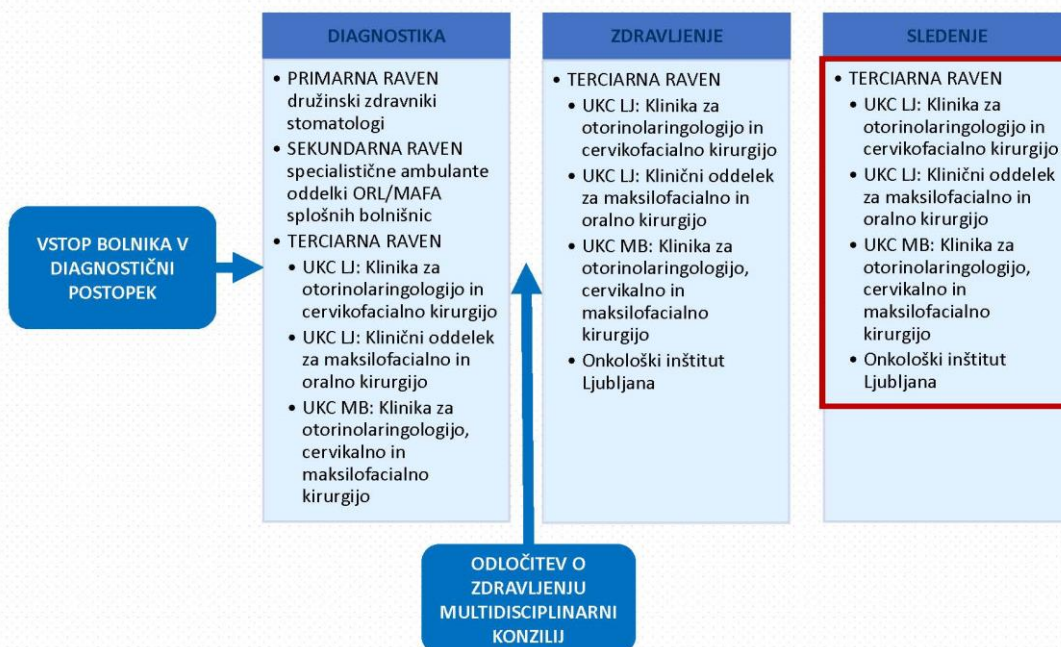 VSTOP BOLNIKA V
DIAGNOSTIČNI
POSTOPEK
DIAGNOSTIKA
• PRIMARNA RAVEN
družinski zdravniki
stomatologi
• SEKUNDARNA RAVEN
specialistične ambulante
oddelki ORL/MAFA
splošnih bolnišnic
• TERCIARNA RAVEN
• UKC LJ: Klinika za
otorinolaringologijo in
cervikofacialno kirurgijo
• UKC LJ: Klinični oddelek
za maksilofacialno in
oralno kirurgijo
• UKC MB: Klinika za
otorinolaringologijo,
cervikalno in
maksilofacialno
kirurgijo
ODLOČITEV O
ZDRAVLJENJU
MULTIDISCIPLINARNI
KONZILIJ
ZDRAVLJENJE
• TERCIARNA RAVEN
• UKC LJ: Klinika za
otorinolaringologijo in
cervikofacialno kirurgijo
• UKC LJ: Klinični oddelek
za maksilofacialno in
oralno kirurgijo
• UKC MB: Klinika za
otorinolaringologijo,
cervikalno in
maksilofacialno
kirurgijo
• Onkološki inštitut
Ljubljana
SLEDENJE
• TERCIARNA RAVEN
• UKC LJ: Klinika za
otorinolaringologijo in
cervikofacialno kirurgijo
• UKC LJ: Klinični oddelek
za maksilofacialno in
oralno kirurgijo
• UKC MB: Klinika za
otorinolaringologijo,
cervikalno in
maksilofacialno
kirurgijo
• Onkološki inštitut
Ljubljana